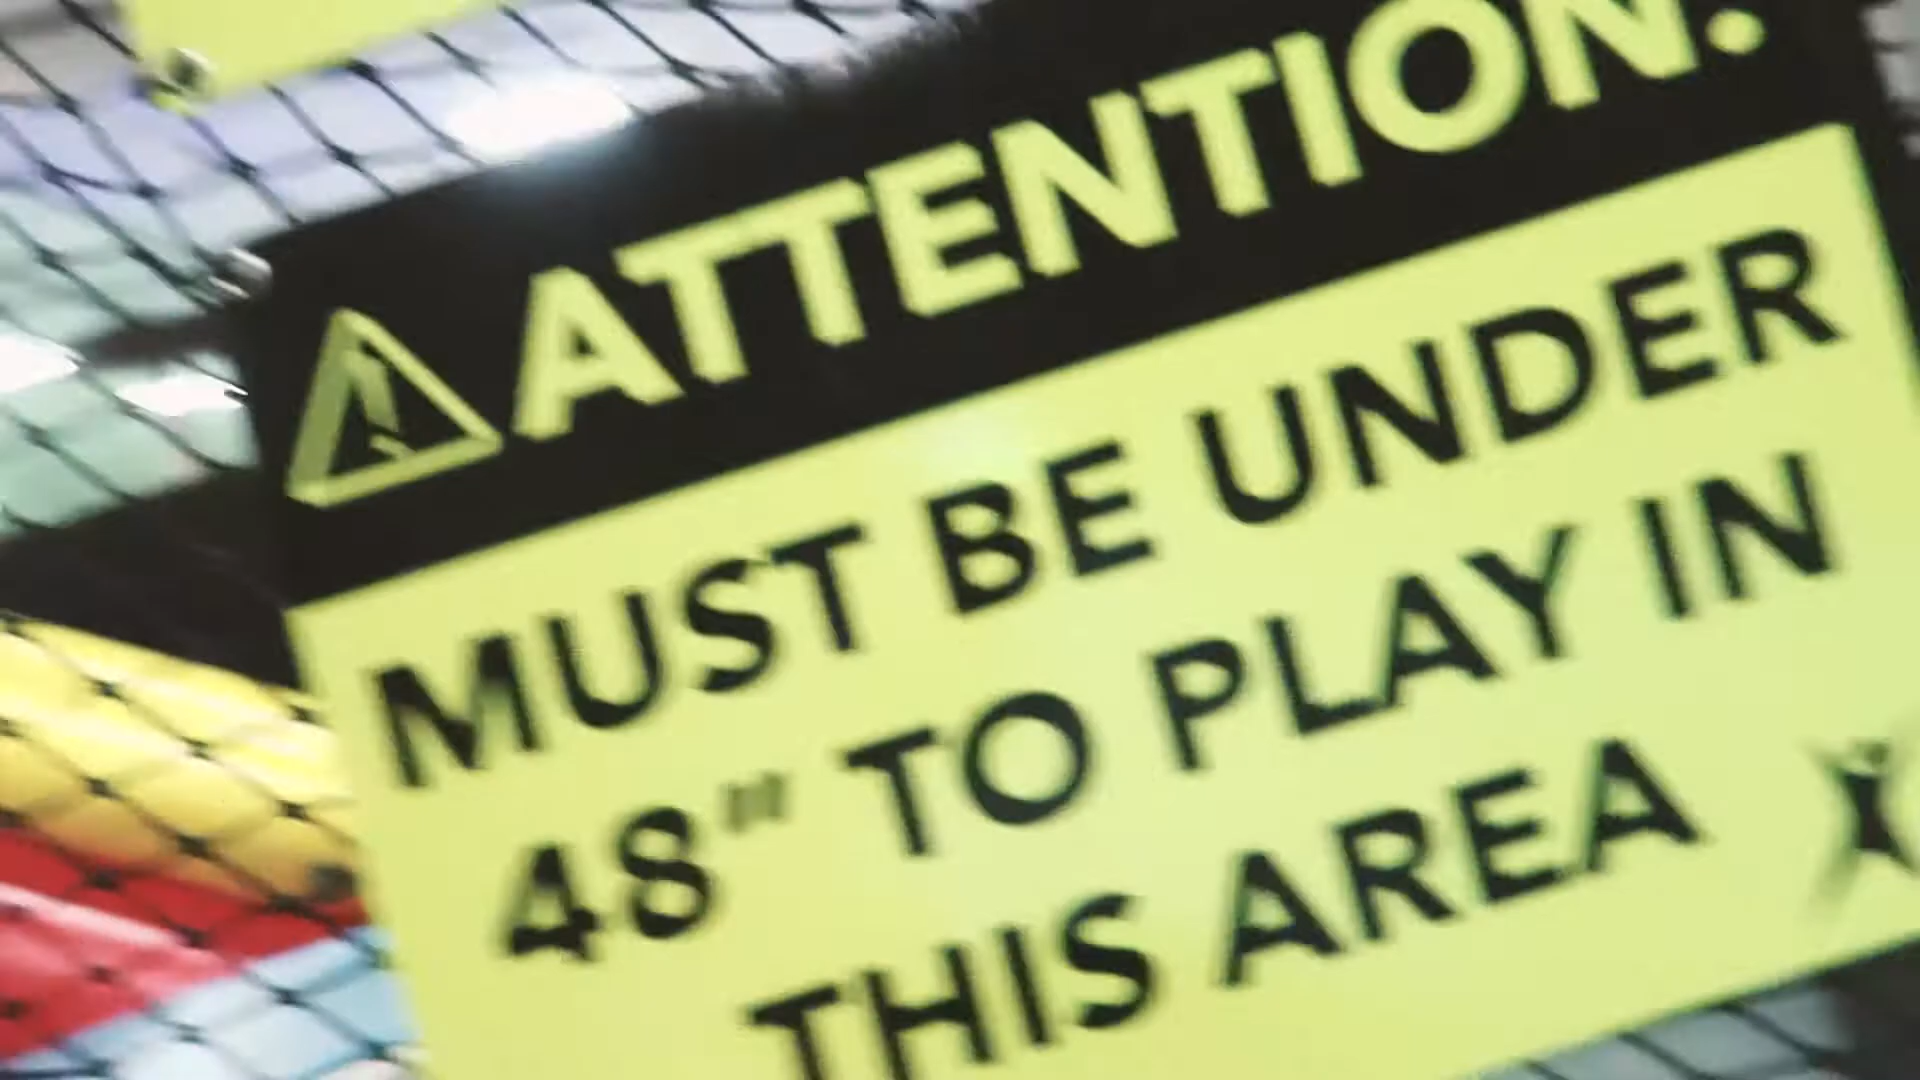 ATTENTION.
MUST BE UNDER
48" TO PLAY IN
THIS AREA